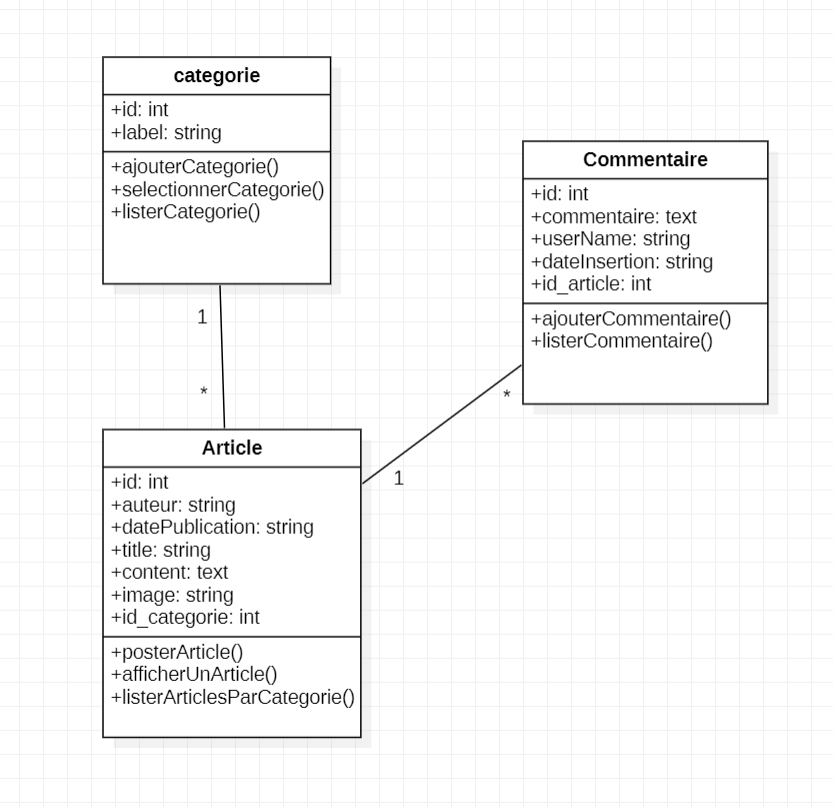 categorie
+id: int
+label: string
+ajouterCategorie()
+selectionnerCategorie()
+listerCategorie()
Commentaire
+id: int
+commentaire: text
+userName: string
+dateInsertion: string
+id_article: int
+ajouterCommentaire()
+listerCommentaire()
1
*
*
1
Article
+id: int
+auteur: string
+datePublication: string
+title: string
+content: text
+image: string
+id_categorie: int
+posterArticle()
+afficherUnArticle()
+listerArticlesParCategorie()